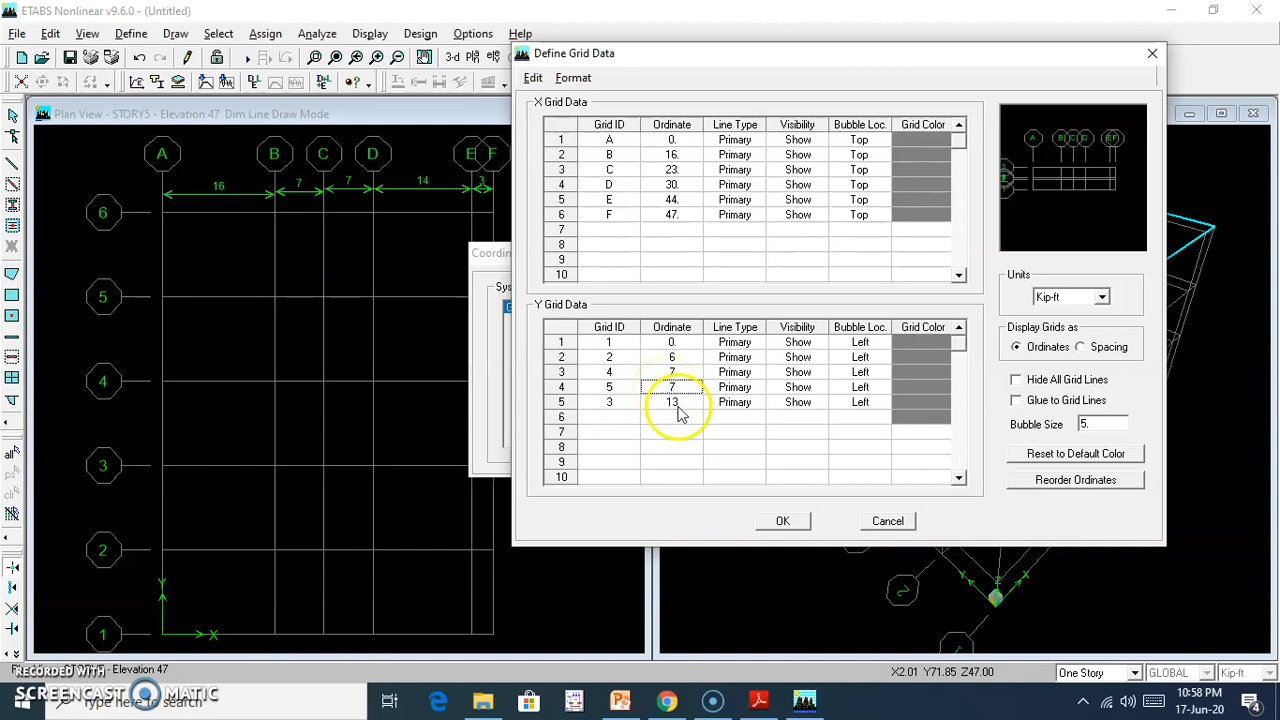 ETABS Nonlinear v9.6.0 - (Untitled)
File Edit View Define Draw Select Assign Analyze Display Design Options Help
3-d
Plan View - STORY5 - Elevation 47 Dim Line Draw Mode
A B C D E F
16 7 7 14 3
6
5
4
3
2
1
Y
X
all
clr
Define Grid Data
Edit Format
X Grid Data
Grid ID Ordinate Line Type Visibility Bubble Loc. Grid Color
1 A 0. Primary Show Top
2 B 16. Primary Show Top
3 C 23. Primary Show Top
4 D 30. Primary Show Top
5 E 44. Primary Show Top
6 F 47. Primary Show Top
7
8
9
10
Y Grid Data
Grid ID Ordinate Line Type Visibility Bubble Loc. Grid Color
1 1 0. Primary Show Left
2 2 6 Primary Show Left
3 4 7 Primary Show Left
4 5 7 Primary Show Left
5 3 13 Primary Show Left
6
7
8
9
10
OK Cancel
A B C D E F
Units
Kip-ft
Display Grids as
Ordinates Spacing
Hide All Grid Lines
Glue to Grid Lines
Bubble Size 5.
Reset to Default Color
Reorder Ordinates
Coordin
Sys
Y Z X
2
1
Elevation 47
X2.01 Y71.85 Z47.00
One Story GLOBAL Kip-ft
RECORDED WITH
SCREENCAST MATIC
Type here to search
10:58 PM
17-Jun-20
4